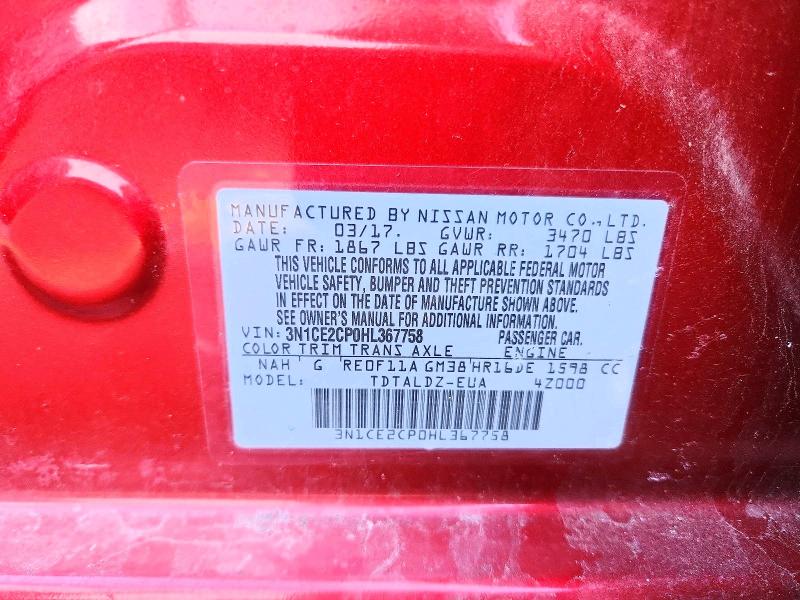 MANUFACTURED BY NISSAN MOTOR CO.,LTD.
DATE: 03/17. GVWR: 3470 LBS
GAWR FR: 1867 LBS GAWR RR: 1704 LBS
THIS VEHICLE CONFORMS TO ALL APPLICABLE FEDERAL MOTOR
VEHICLE SAFETY, BUMPER AND THEFT PREVENTION STANDARDS
IN EFFECT ON THE DATE OF MANUFACTURE SHOWN ABOVE.
SEE OWNER'S MANUAL FOR ADDITIONAL INFORMATION.
VIN: 3N1CE2CP0HL367758 PASSENGER CAR.
COLOR TRIM TRANS AXLE ENGINE
NAH G RE0F11A GM38 HR16DE 1598 CC
MODEL: TDTALDZ-EUA 4Z000
3N1CE2CP0HL367758